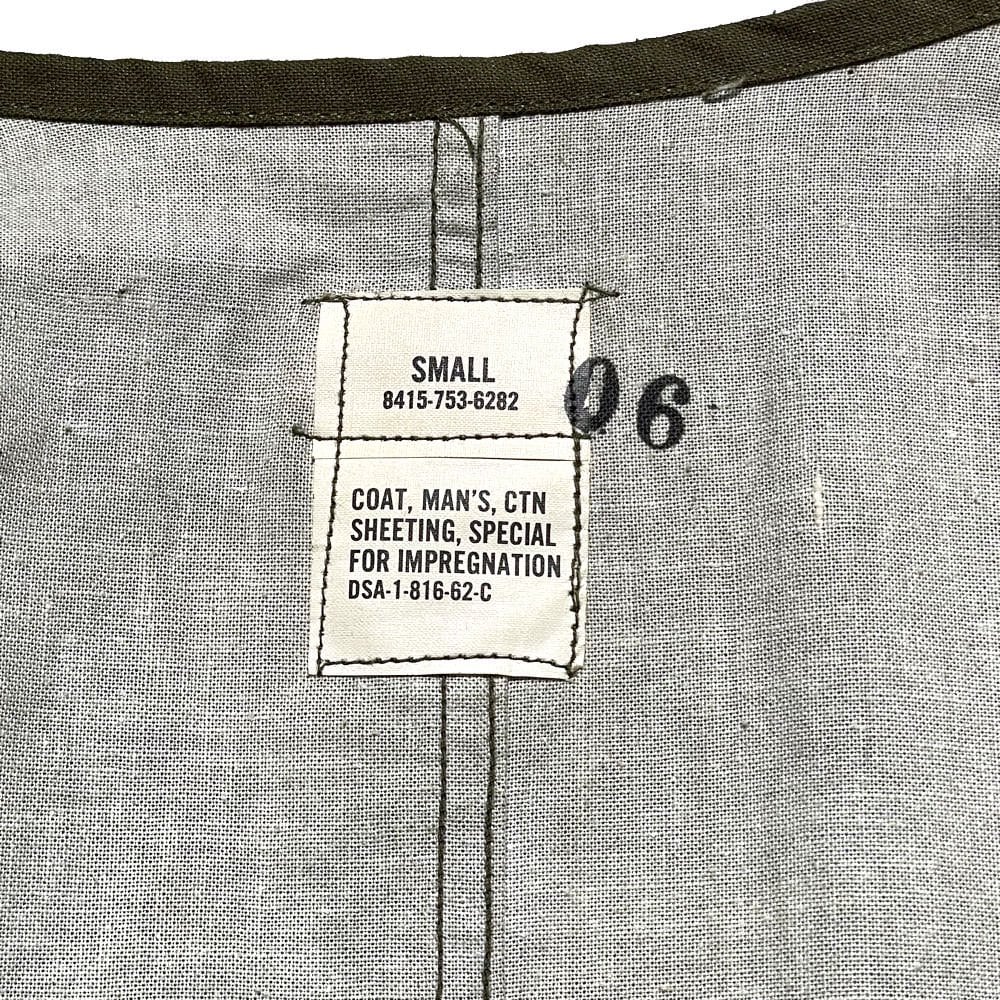 SMALL
8415-753-6282
06
COAT, MAN'S, CTN
SHEETING, SPECIAL
FOR IMPREGNATION
DSA-1-816-62-C